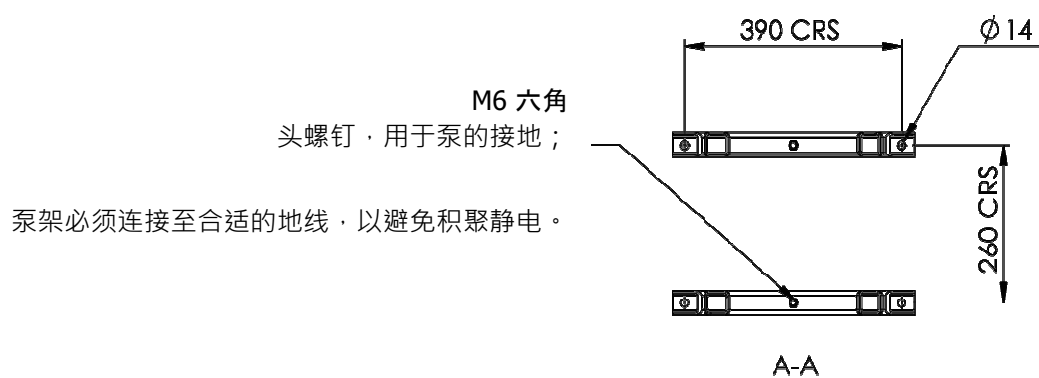 390 CRS
⌀14
M6 六角
头螺钉，用于泵的接地；
泵架必须连接至合适的地线，以避免积聚静电。
260 CRS
A-A